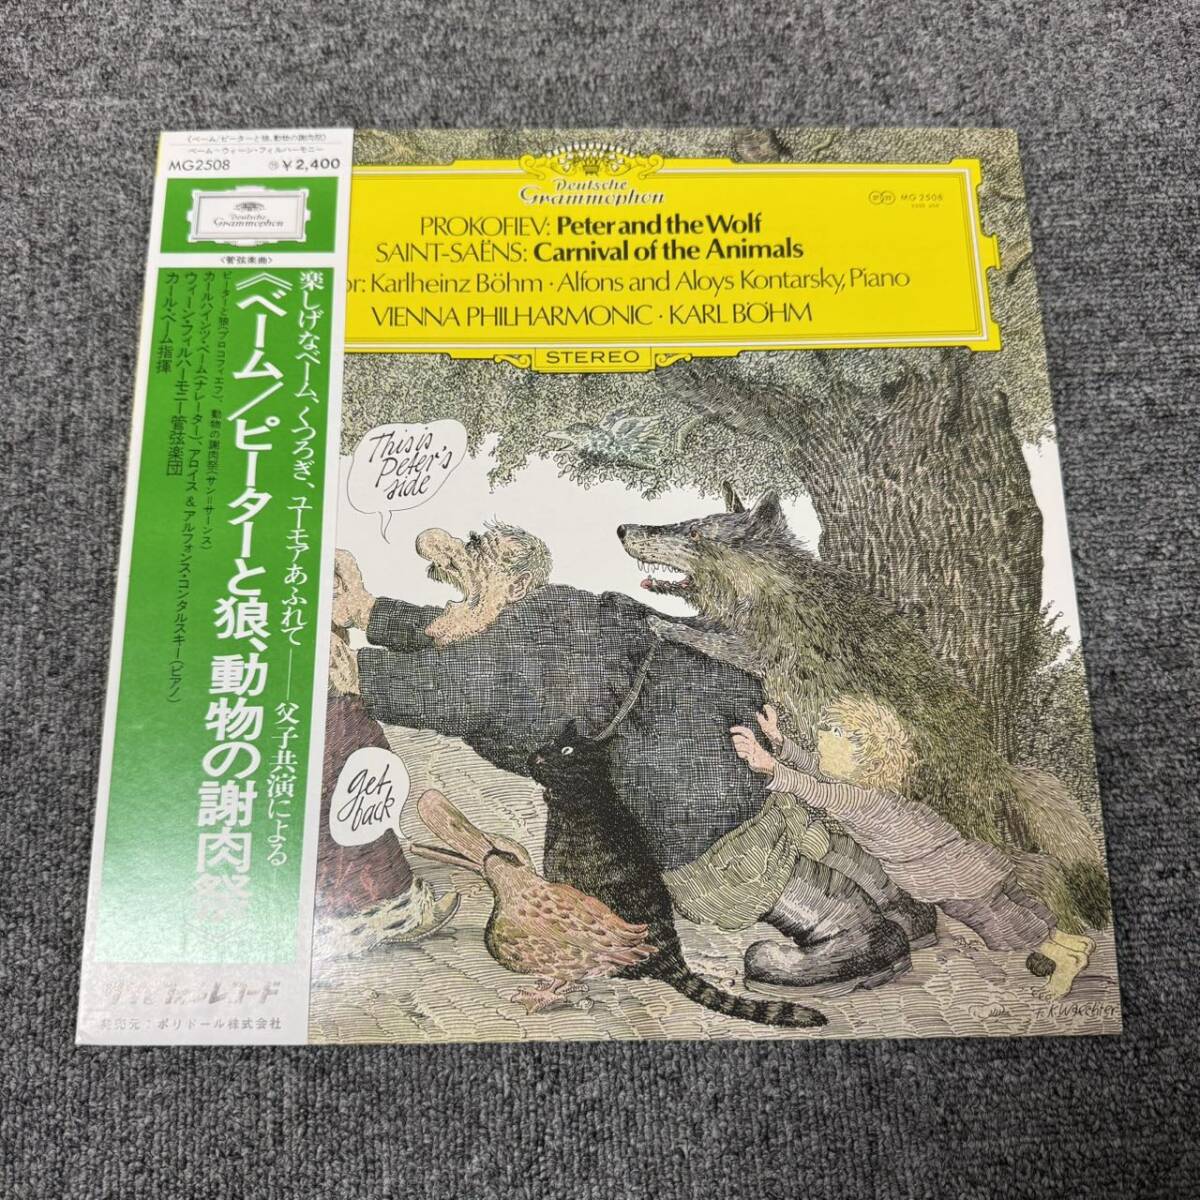 〈ベーム/ピーターと狼、動物の謝肉祭〉
ベーム−ウィーン・フィルハーモニー
MG2508 ¥2,400
Deutsche
Grammophon
〈管弦楽曲〉
楽しげなベーム、くつろぎ、ユーモアあふれて――父子共演による
《ベーム/ピーターと狼、動物の謝肉祭》
ピーターと狼(プロコフィエフ)、動物の謝肉祭(サン=サーンス)
カールハインツ・ベーム(ナレーター)、アロイス&アルフォンス・コンタルスキー(ピアノ)
ウィーン・フィルハーモニー管弦楽団
カール・ベーム指揮
レコード
発売元:ポリドール株式会社
Deutsche
Grammophon
MG 2508
PROKOFIEV: Peter and the Wolf
SAINT-SAËNS: Carnival of the Animals
or: Karlheinz Böhm · Alfons and Aloys Kontarsky, Piano
VIENNA PHILHARMONIC · KARL BÖHM
STEREO
This is
Peter's
side
get
back
F.K. Waechter